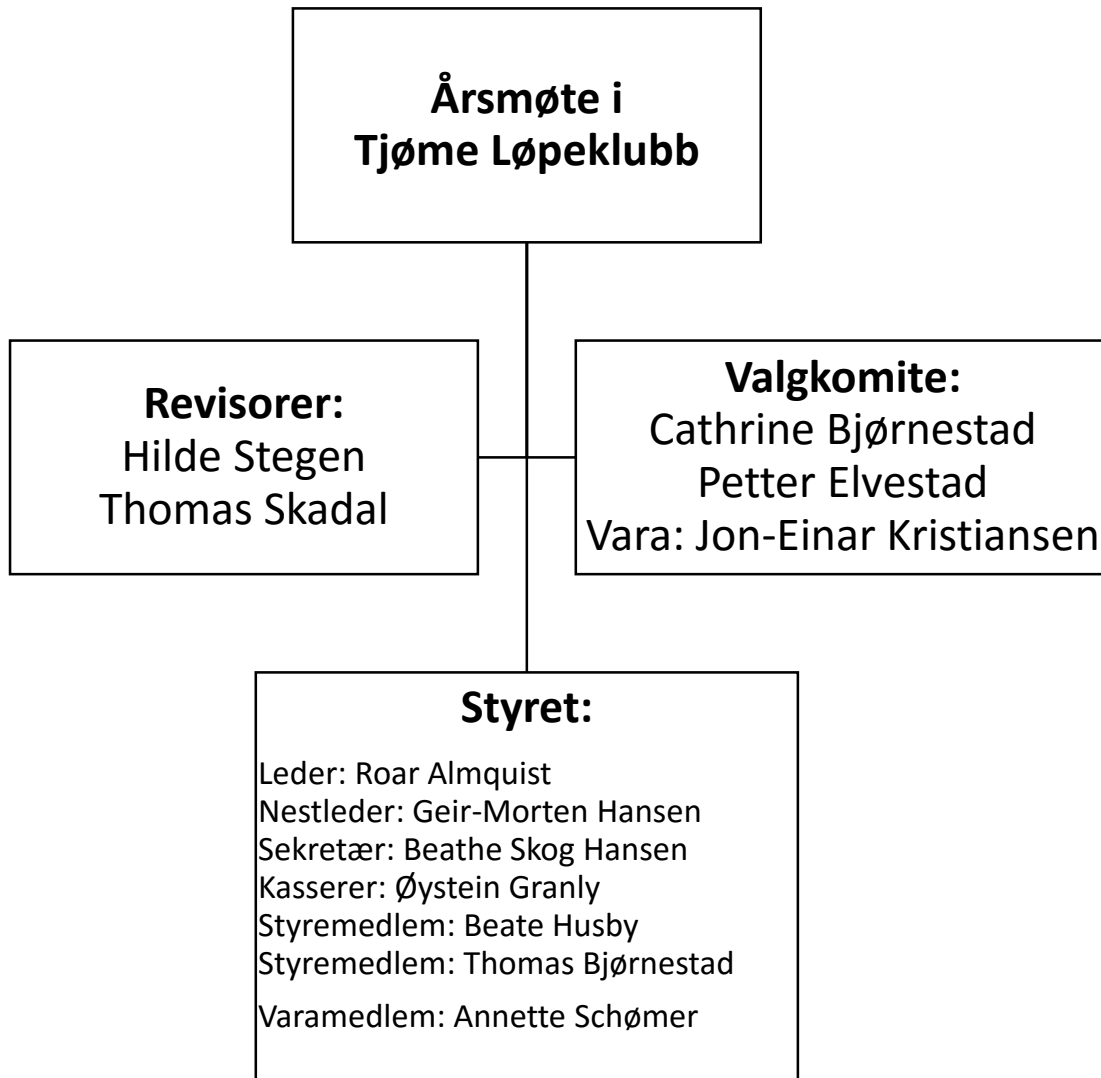 Årsmøte i
Tjøme Løpeklubb
Revisorer:
Hilde Stegen
Thomas Skadal
Valgkomite:
Cathrine Bjørnestad
Petter Elvestad
Vara: Jon-Einar Kristiansen
Styret:
Leder: Roar Almquist
Nestleder: Geir-Morten Hansen
Sekretær: Beathe Skog Hansen
Kasserer: Øystein Granly
Styremedlem: Beate Husby
Styremedlem: Thomas Bjørnestad
Varamedlem: Annette Schømer